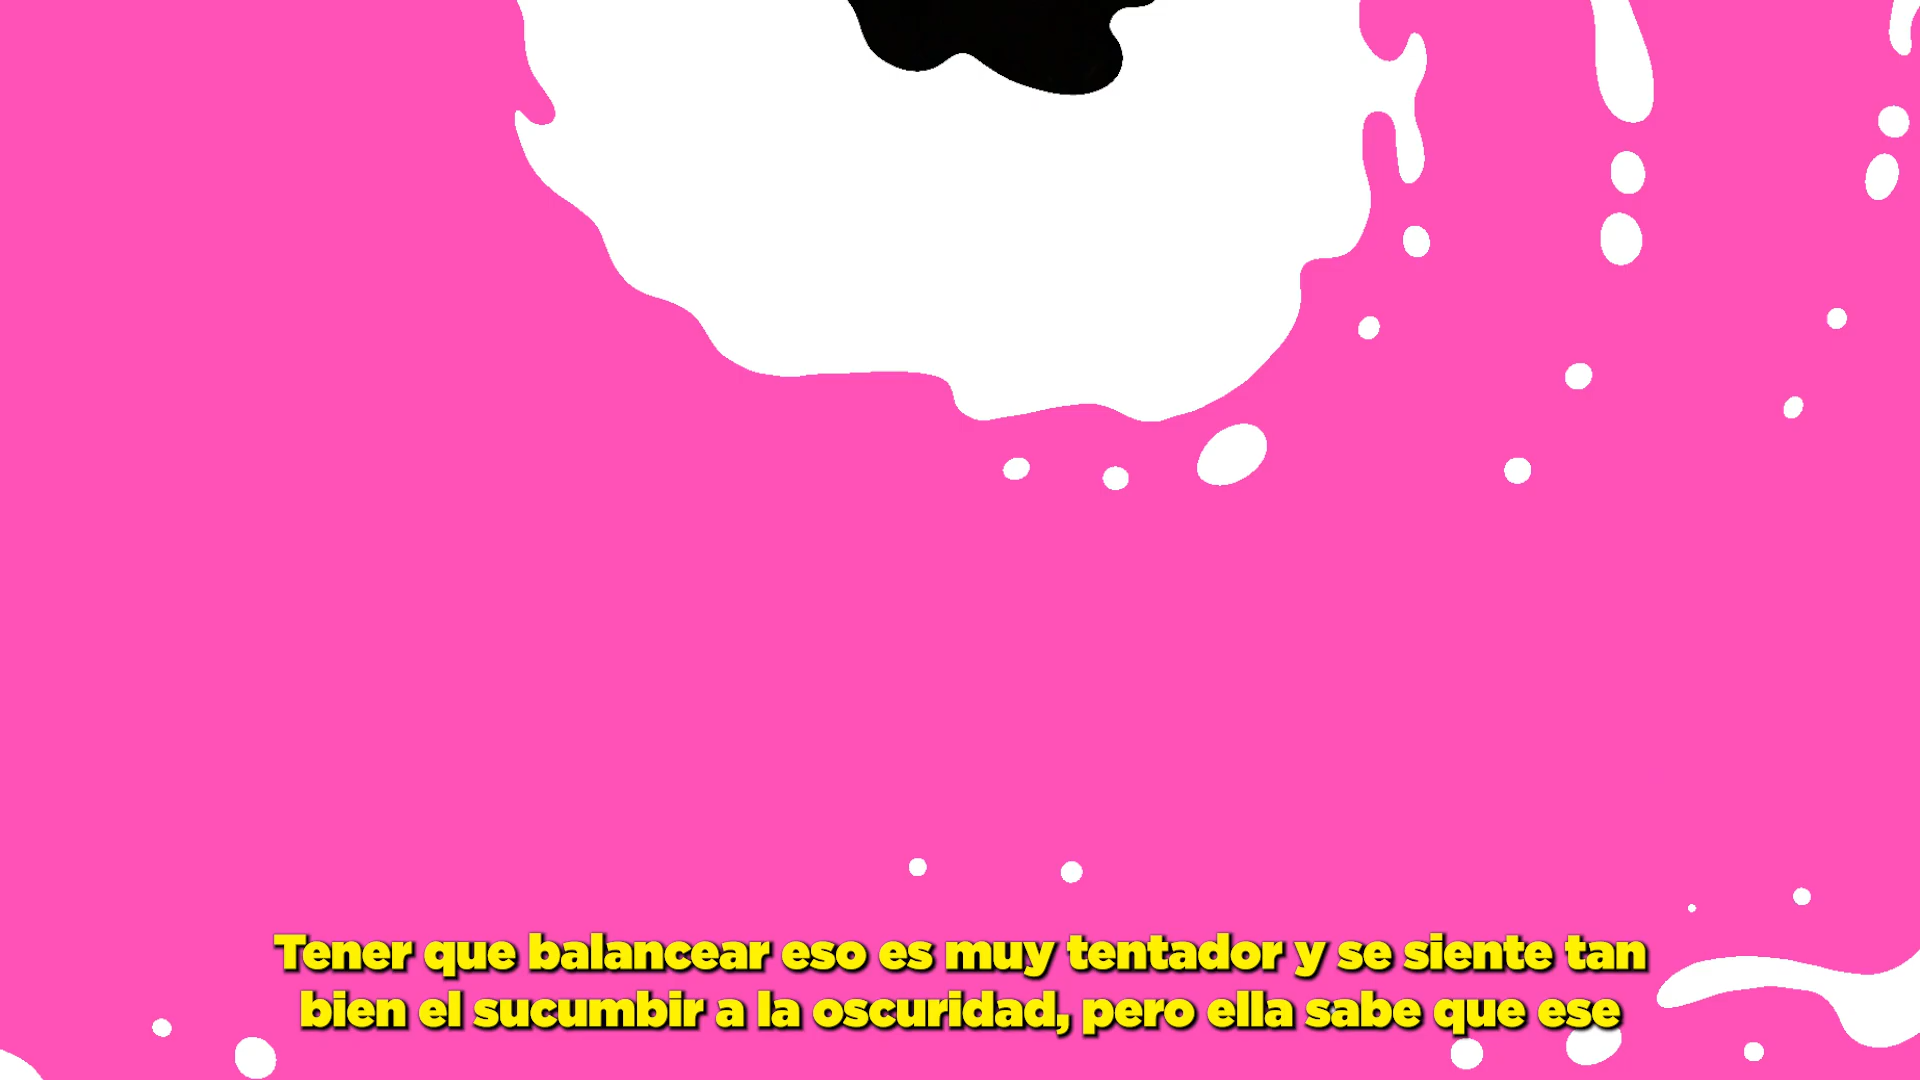 Tener que balancear eso es muy tentador y se siente tan
bien el sucumbir a la oscuridad, pero ella sabe que ese